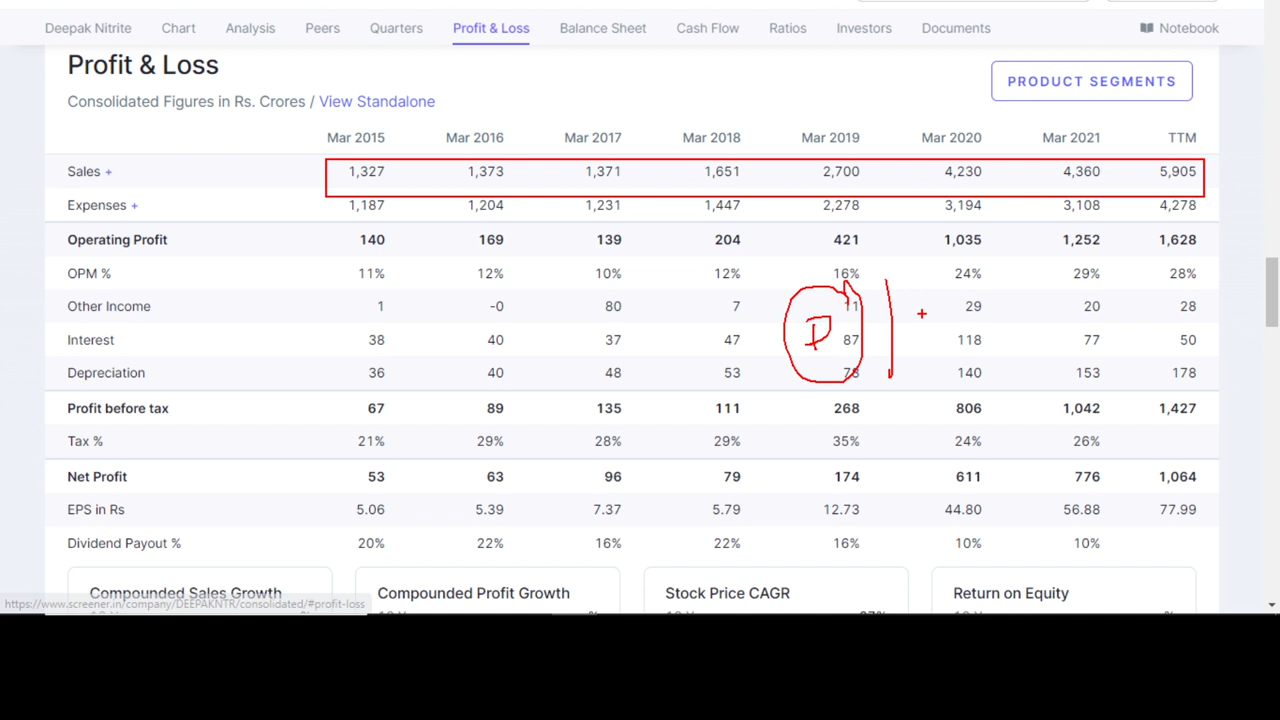 Deepak Nitrite Chart Analysis Peers Quarters Profit & Loss Balance Sheet Cash Flow Ratios Investors Documents Notebook
Profit & Loss
PRODUCT SEGMENTS
Consolidated Figures in Rs. Crores / View Standalone
Mar 2015 Mar 2016 Mar 2017 Mar 2018 Mar 2019 Mar 2020 Mar 2021 TTM
Sales + 1,327 1,373 1,371 1,651 2,700 4,230 4,360 5,905
Expenses + 1,187 1,204 1,231 1,447 2,278 3,194 3,108 4,278
Operating Profit 140 169 139 204 421 1,035 1,252 1,628
OPM % 11% 12% 10% 12% 16% 24% 29% 28%
Other Income 1 -0 80 7 11 29 20 28
Interest 38 40 37 47 P 87 118 77 50
Depreciation 36 40 48 53 78 140 153 178
Profit before tax 67 89 135 111 268 806 1,042 1,427
Tax % 21% 29% 28% 29% 35% 24% 26%
Net Profit 53 63 96 79 174 611 776 1,064
EPS in Rs 5.06 5.39 7.37 5.79 12.73 44.80 56.88 77.99
Dividend Payout % 20% 22% 16% 22% 16% 10% 10%
Compounded Sales Growth Compounded Profit Growth Stock Price CAGR Return on Equity
https://www.screener.in/company/DEEPAKNTR/consolidated/#profit-loss